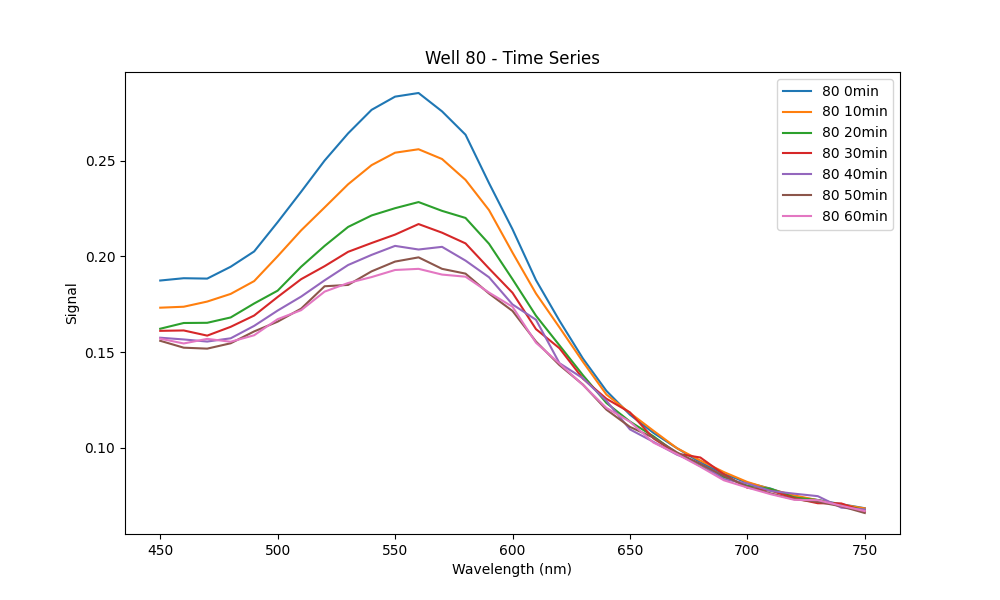 Well 80 - Time Series
80 0min
80 10min
80 20min
80 30min
80 40min
80 50min
80 60min
Signal
0.25
0.20
0.15
0.10
450 500 550 600 650 700 750
Wavelength (nm)